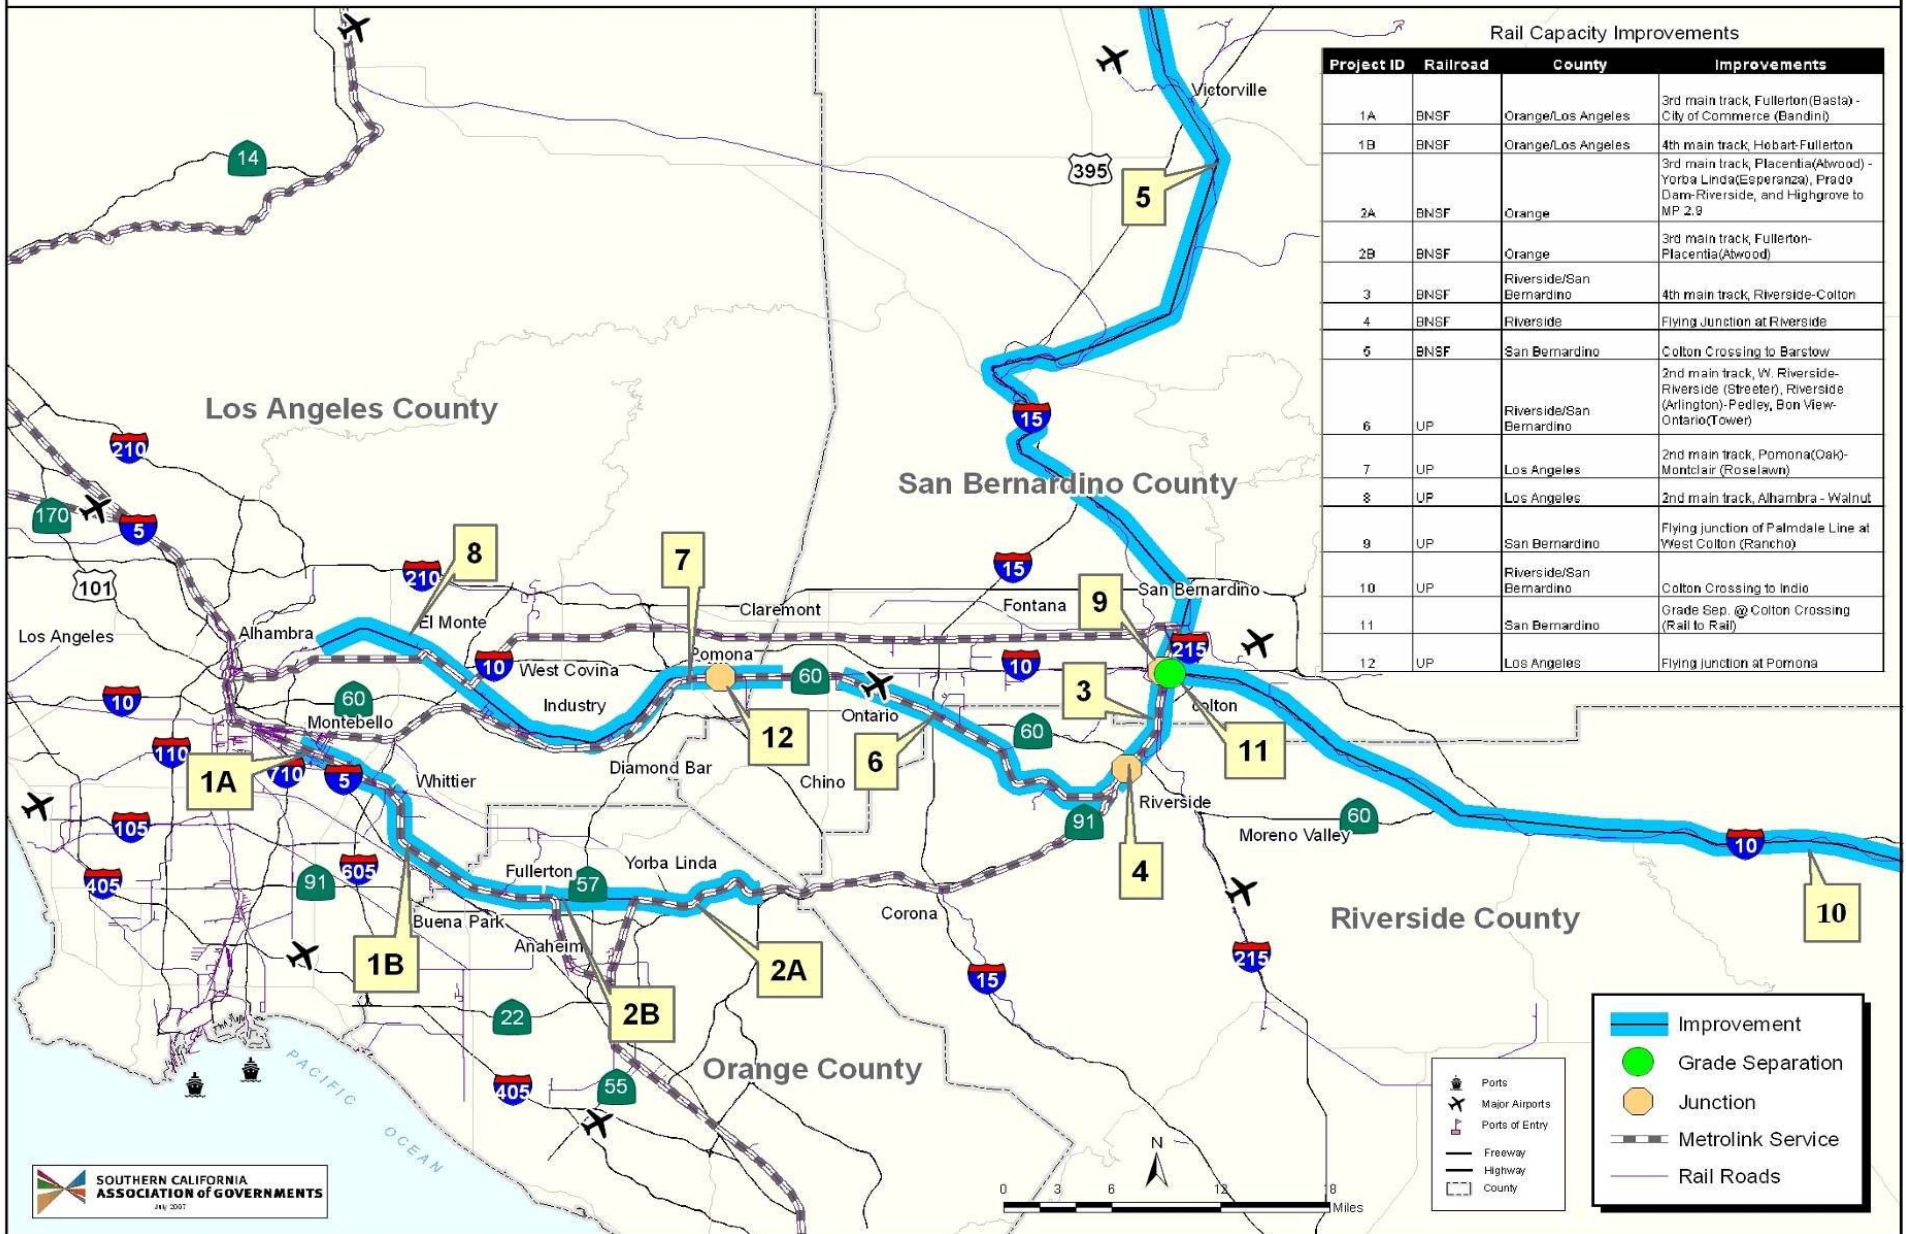 Rail Capacity Improvements
Project ID Railroad County Improvements
1A BNSF Orange/Los Angeles 3rd main track, Fullerton(Basta) -
City of Commerce (Bandini)
1B BNSF Orange/Los Angeles 4th main track, Hobart-Fullerton
2A BNSF Orange 3rd main track, Placentia(Atwood) -
Yorba Linda(Esperanza), Prado
Dam-Riverside, and Highgrove to
MP 2.9
2B BNSF Orange 3rd main track, Fullerton-
Placentia(Atwood)
3 BNSF Riverside/San
Bernardino 4th main track, Riverside-Colton
4 BNSF Riverside Flying Junction at Riverside
5 BNSF San Bernardino Colton Crossing to Barstow
6 UP Riverside/San
Bernardino 2nd main track, W. Riverside-
Riverside (Streeter), Riverside
(Arlington)-Pedley, Bon View-
Ontario(Tower)
7 UP Los Angeles 2nd main track, Pomona(Oak)-
Montclair (Roselawn)
8 UP Los Angeles 2nd main track, Alhambra - Walnut
9 UP San Bernardino Flying junction of Palmdale Line at
West Colton (Rancho)
10 UP Riverside/San
Bernardino Colton Crossing to Indio
11 San Bernardino Grade Sep. @ Colton Crossing
(Rail to Rail)
12 UP Los Angeles Flying junction at Pomona
Victorville
14
395
5
15
Los Angeles County
210
San Bernardino County
170
5
8
7
101
210
15
9
San Bernardino
Claremont
Fontana
El Monte
Alhambra
Los Angeles
215
Pomona
10
West Covina
60
10
3
10
60
Industry
Montebello
Ontario
60
Colton
12
6
11
110
1A
710
5
Whittier
Diamond Bar
Chino
Riverside
105
91
60
Moreno Valley
4
405
91
605
Fullerton
57
Yorba Linda
10
Buena Park
Corona
Riverside County
10
Anaheim
1B
2A
15
215
22
2B
Orange County
405
55
PACIFIC
OCEAN
Improvement
Grade Separation
Junction
Metrolink Service
Rail Roads
Ports
Major Airports
Ports of Entry
Freeway
Highway
County
N
0 3 6 12 18
Miles
SOUTHERN CALIFORNIA
ASSOCIATION of GOVERNMENTS
July 2007